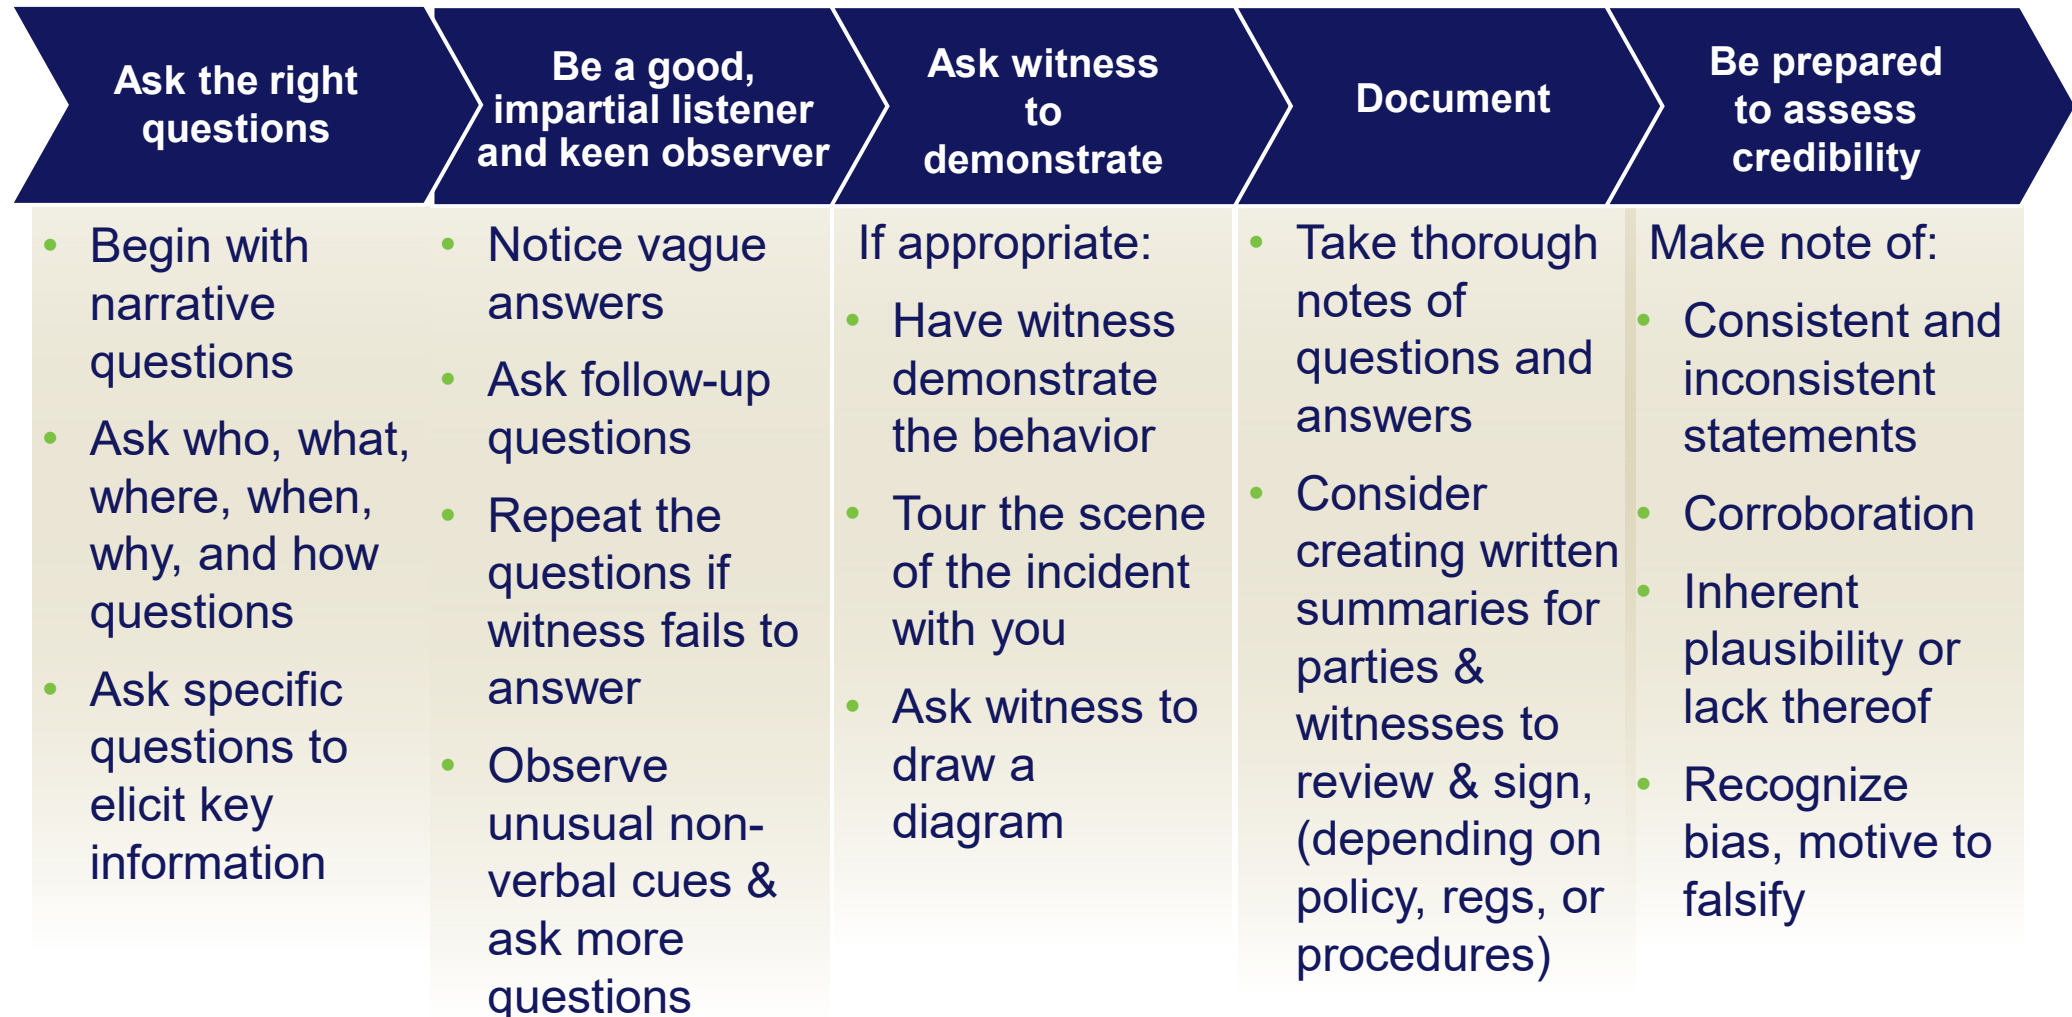 Ask the right
questions
Be a good,
impartial listener
and keen observer
Ask witness
to
demonstrate
Document
Be prepared
to assess
credibility
• Begin with
narrative
questions
• Ask who, what,
where, when,
why, and how
questions
• Ask specific
questions to
elicit key
information
• Notice vague
answers
• Ask follow-up
questions
• Repeat the
questions if
witness fails to
answer
• Observe
unusual non-
verbal cues &
ask more
questions
If appropriate:
• Have witness
demonstrate
the behavior
• Tour the scene
of the incident
with you
• Ask witness to
draw a
diagram
• Take thorough
notes of
questions and
answers
• Consider
creating written
summaries for
parties &
witnesses to
review & sign,
(depending on
policy, regs, or
procedures)
Make note of:
• Consistent and
inconsistent
statements
• Corroboration
• Inherent
plausibility or
lack thereof
• Recognize
bias, motive to
falsify